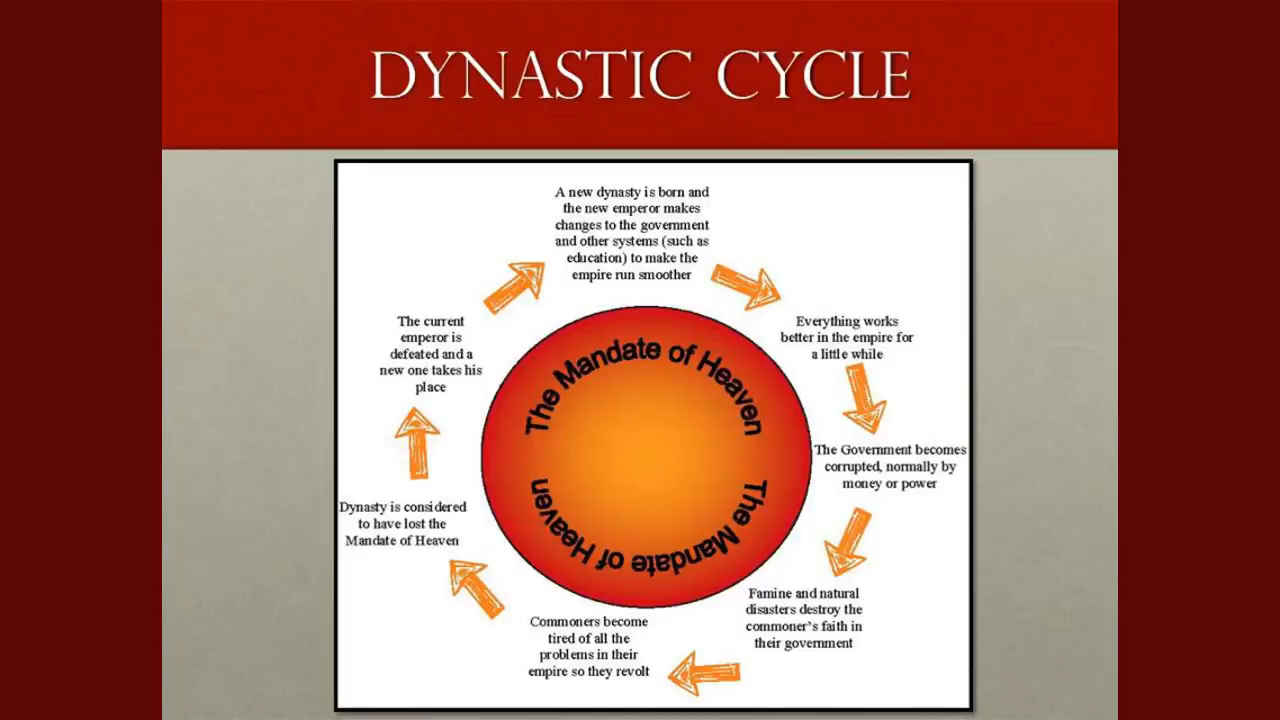 DYNASTIC CYCLE
A new dynasty is born and
the new emperor makes
changes to the government
and other systems (such as
education) to make the
empire run smoother
Everything works
better in the empire for
a little while
The Government becomes
corrupted, normally by
money or power
Famine and natural
disasters destroy the
commoner's faith in
their government
Commoners become
tired of all the
problems in their
empire so they revolt
Dynasty is considered
to have lost the
Mandate of Heaven
The current
emperor is
defeated and a
new one takes his
place
The Mandate of Heaven
The Mandate of Heaven